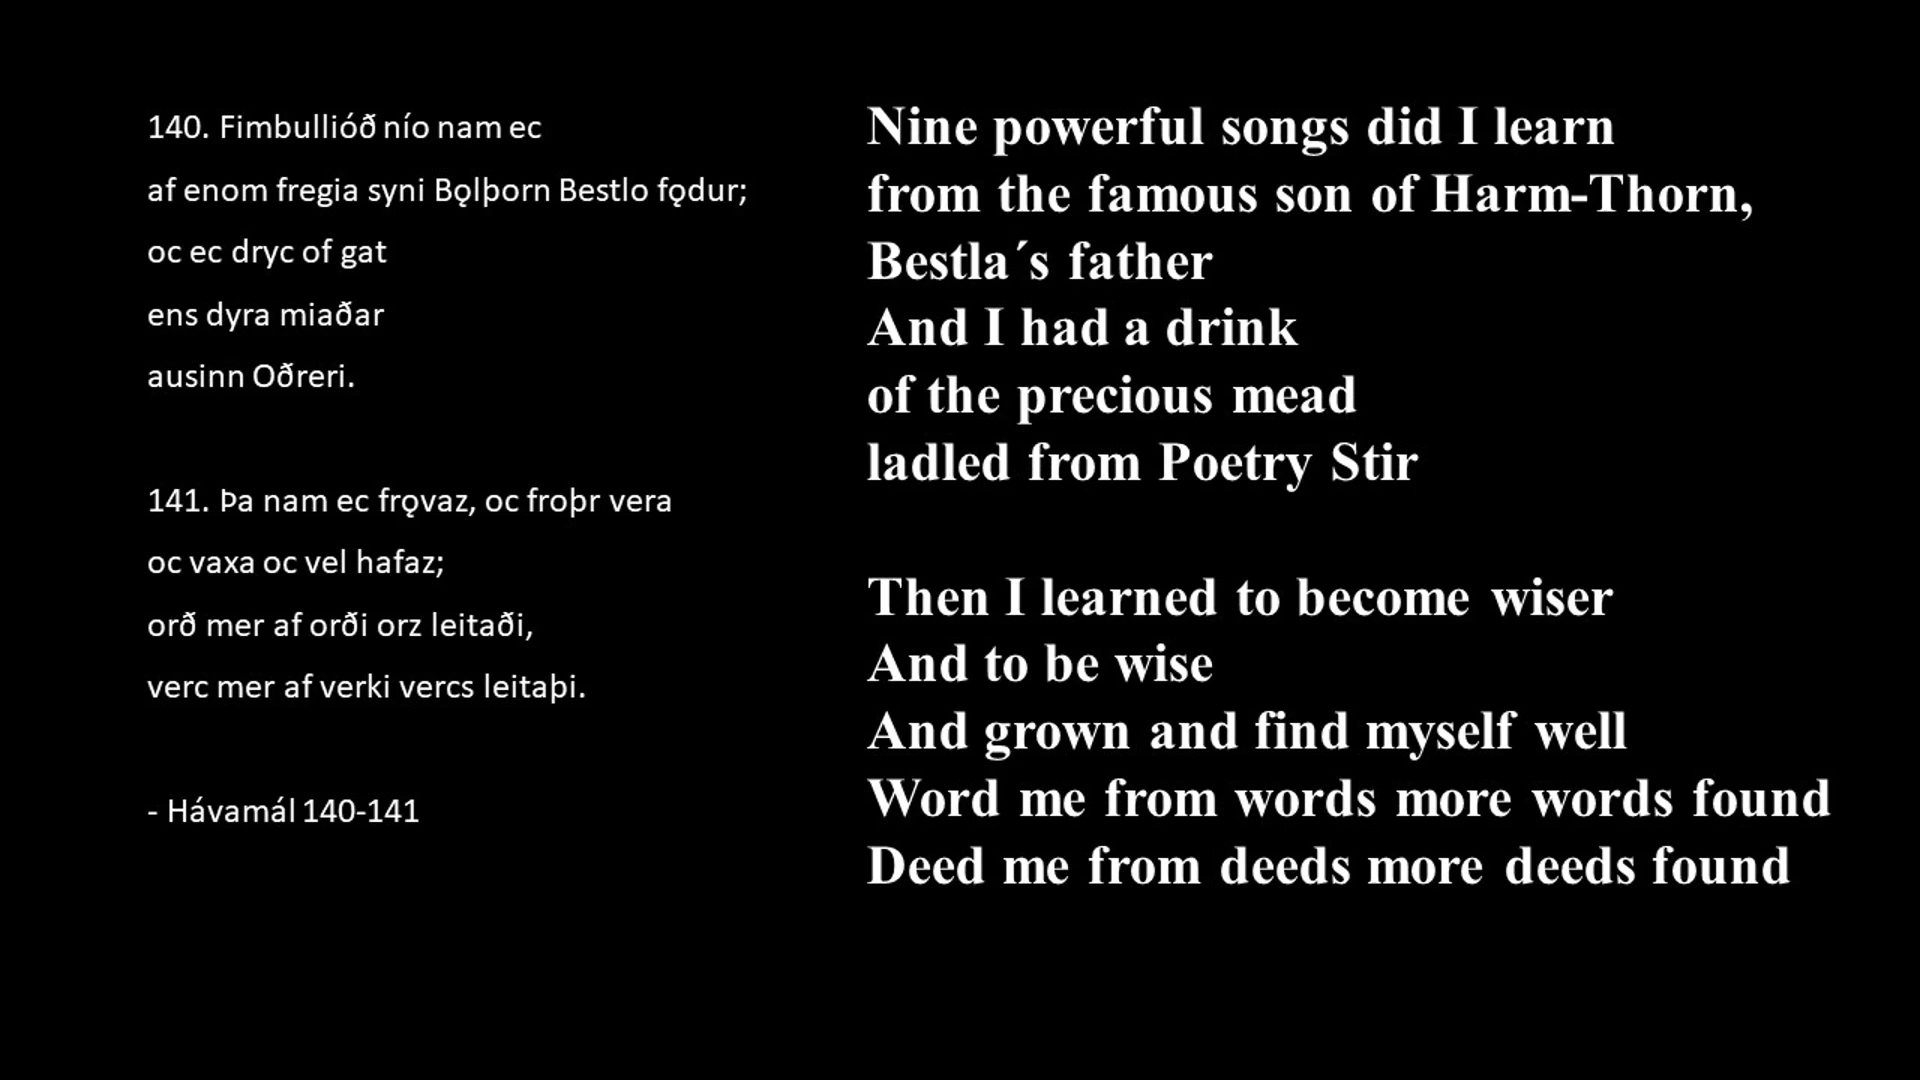 140. Fimbullióð nío nam ec
af enom fregia syni Bǫlþorn Bestlo fǫdur;
oc ec dryc of gat
ens dyra miaðar
ausinn Oðreri.
141. Þa nam ec frǫvaz, oc froþr vera
oc vaxa oc vel hafaz;
orð mer af orði orz leitaði,
verc mer af verki vercs leitaþi.
- Hávamál 140-141
Nine powerful songs did I learn
from the famous son of Harm-Thorn,
Bestla´s father
And I had a drink
of the precious mead
ladled from Poetry Stir
Then I learned to become wiser
And to be wise
And grown and find myself well
Word me from words more words found
Deed me from deeds more deeds found